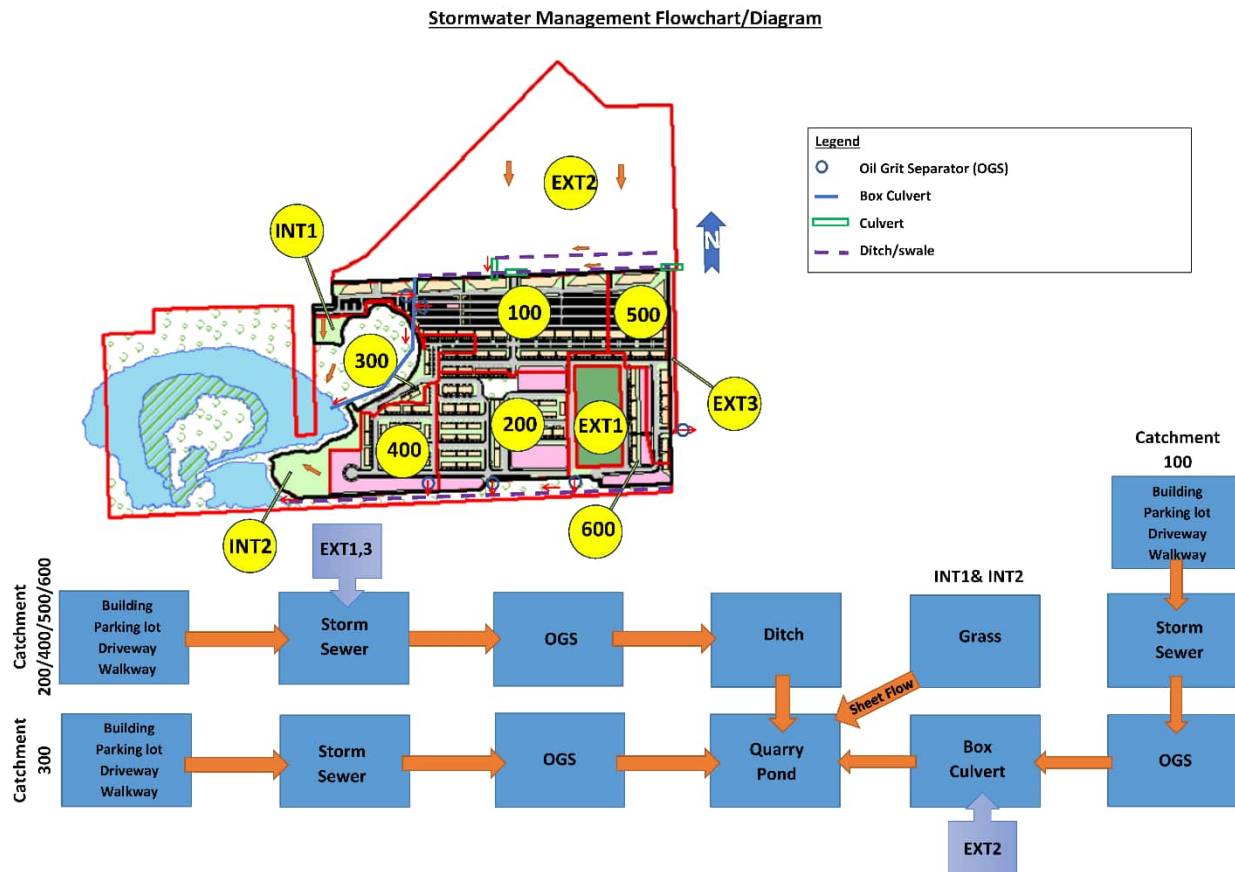 Stormwater Management Flowchart/Diagram
Legend
Oil Grit Separator (OGS)
Box Culvert
Culvert
Ditch/swale
N
EXT2
INT1
100
500
300
EXT3
200
EXT1
400
600
INT2
Catchment
100
Building
Parking lot
Driveway
Walkway
EXT1,3
INT1& INT2
Catchment
200/400/500/600
Building
Parking lot
Driveway
Walkway
Storm
Sewer
OGS
Ditch
Grass
Storm
Sewer
Sheet Flow
Catchment
300
Building
Parking lot
Driveway
Walkway
Storm
Sewer
OGS
Quarry
Pond
Box
Culvert
OGS
EXT2